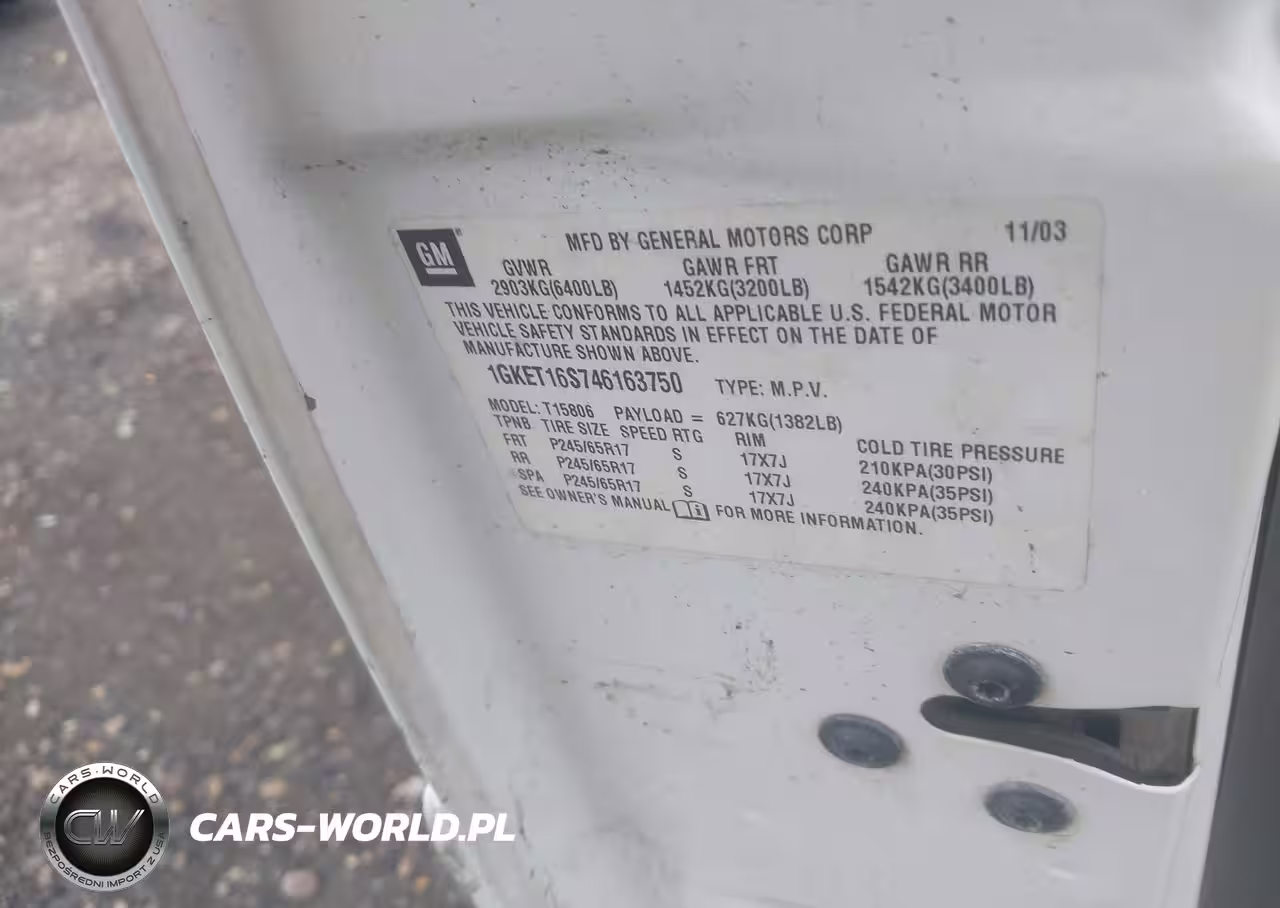 GM
MFD BY GENERAL MOTORS CORP 11/03
GVWR GAWR FRT GAWR RR
2903KG(6400LB) 1452KG(3200LB) 1542KG(3400LB)
THIS VEHICLE CONFORMS TO ALL APPLICABLE U.S. FEDERAL MOTOR
VEHICLE SAFETY STANDARDS IN EFFECT ON THE DATE OF
MANUFACTURE SHOWN ABOVE.
1GKET16S746163750 TYPE: M.P.V.
MODEL: T15806 PAYLOAD = 627KG(1382LB)
TPNB TIRE SIZE SPEED RTG RIM COLD TIRE PRESSURE
FRT P245/65R17 S 17X7J 210KPA(30PSI)
RR P245/65R17 S 17X7J 240KPA(35PSI)
SPA P245/65R17 S 17X7J 240KPA(35PSI)
SEE OWNER'S MANUAL FOR MORE INFORMATION.
CARS-WORLD
CW
BEZPOŚREDNI IMPORT Z USA
CARS-WORLD.PL